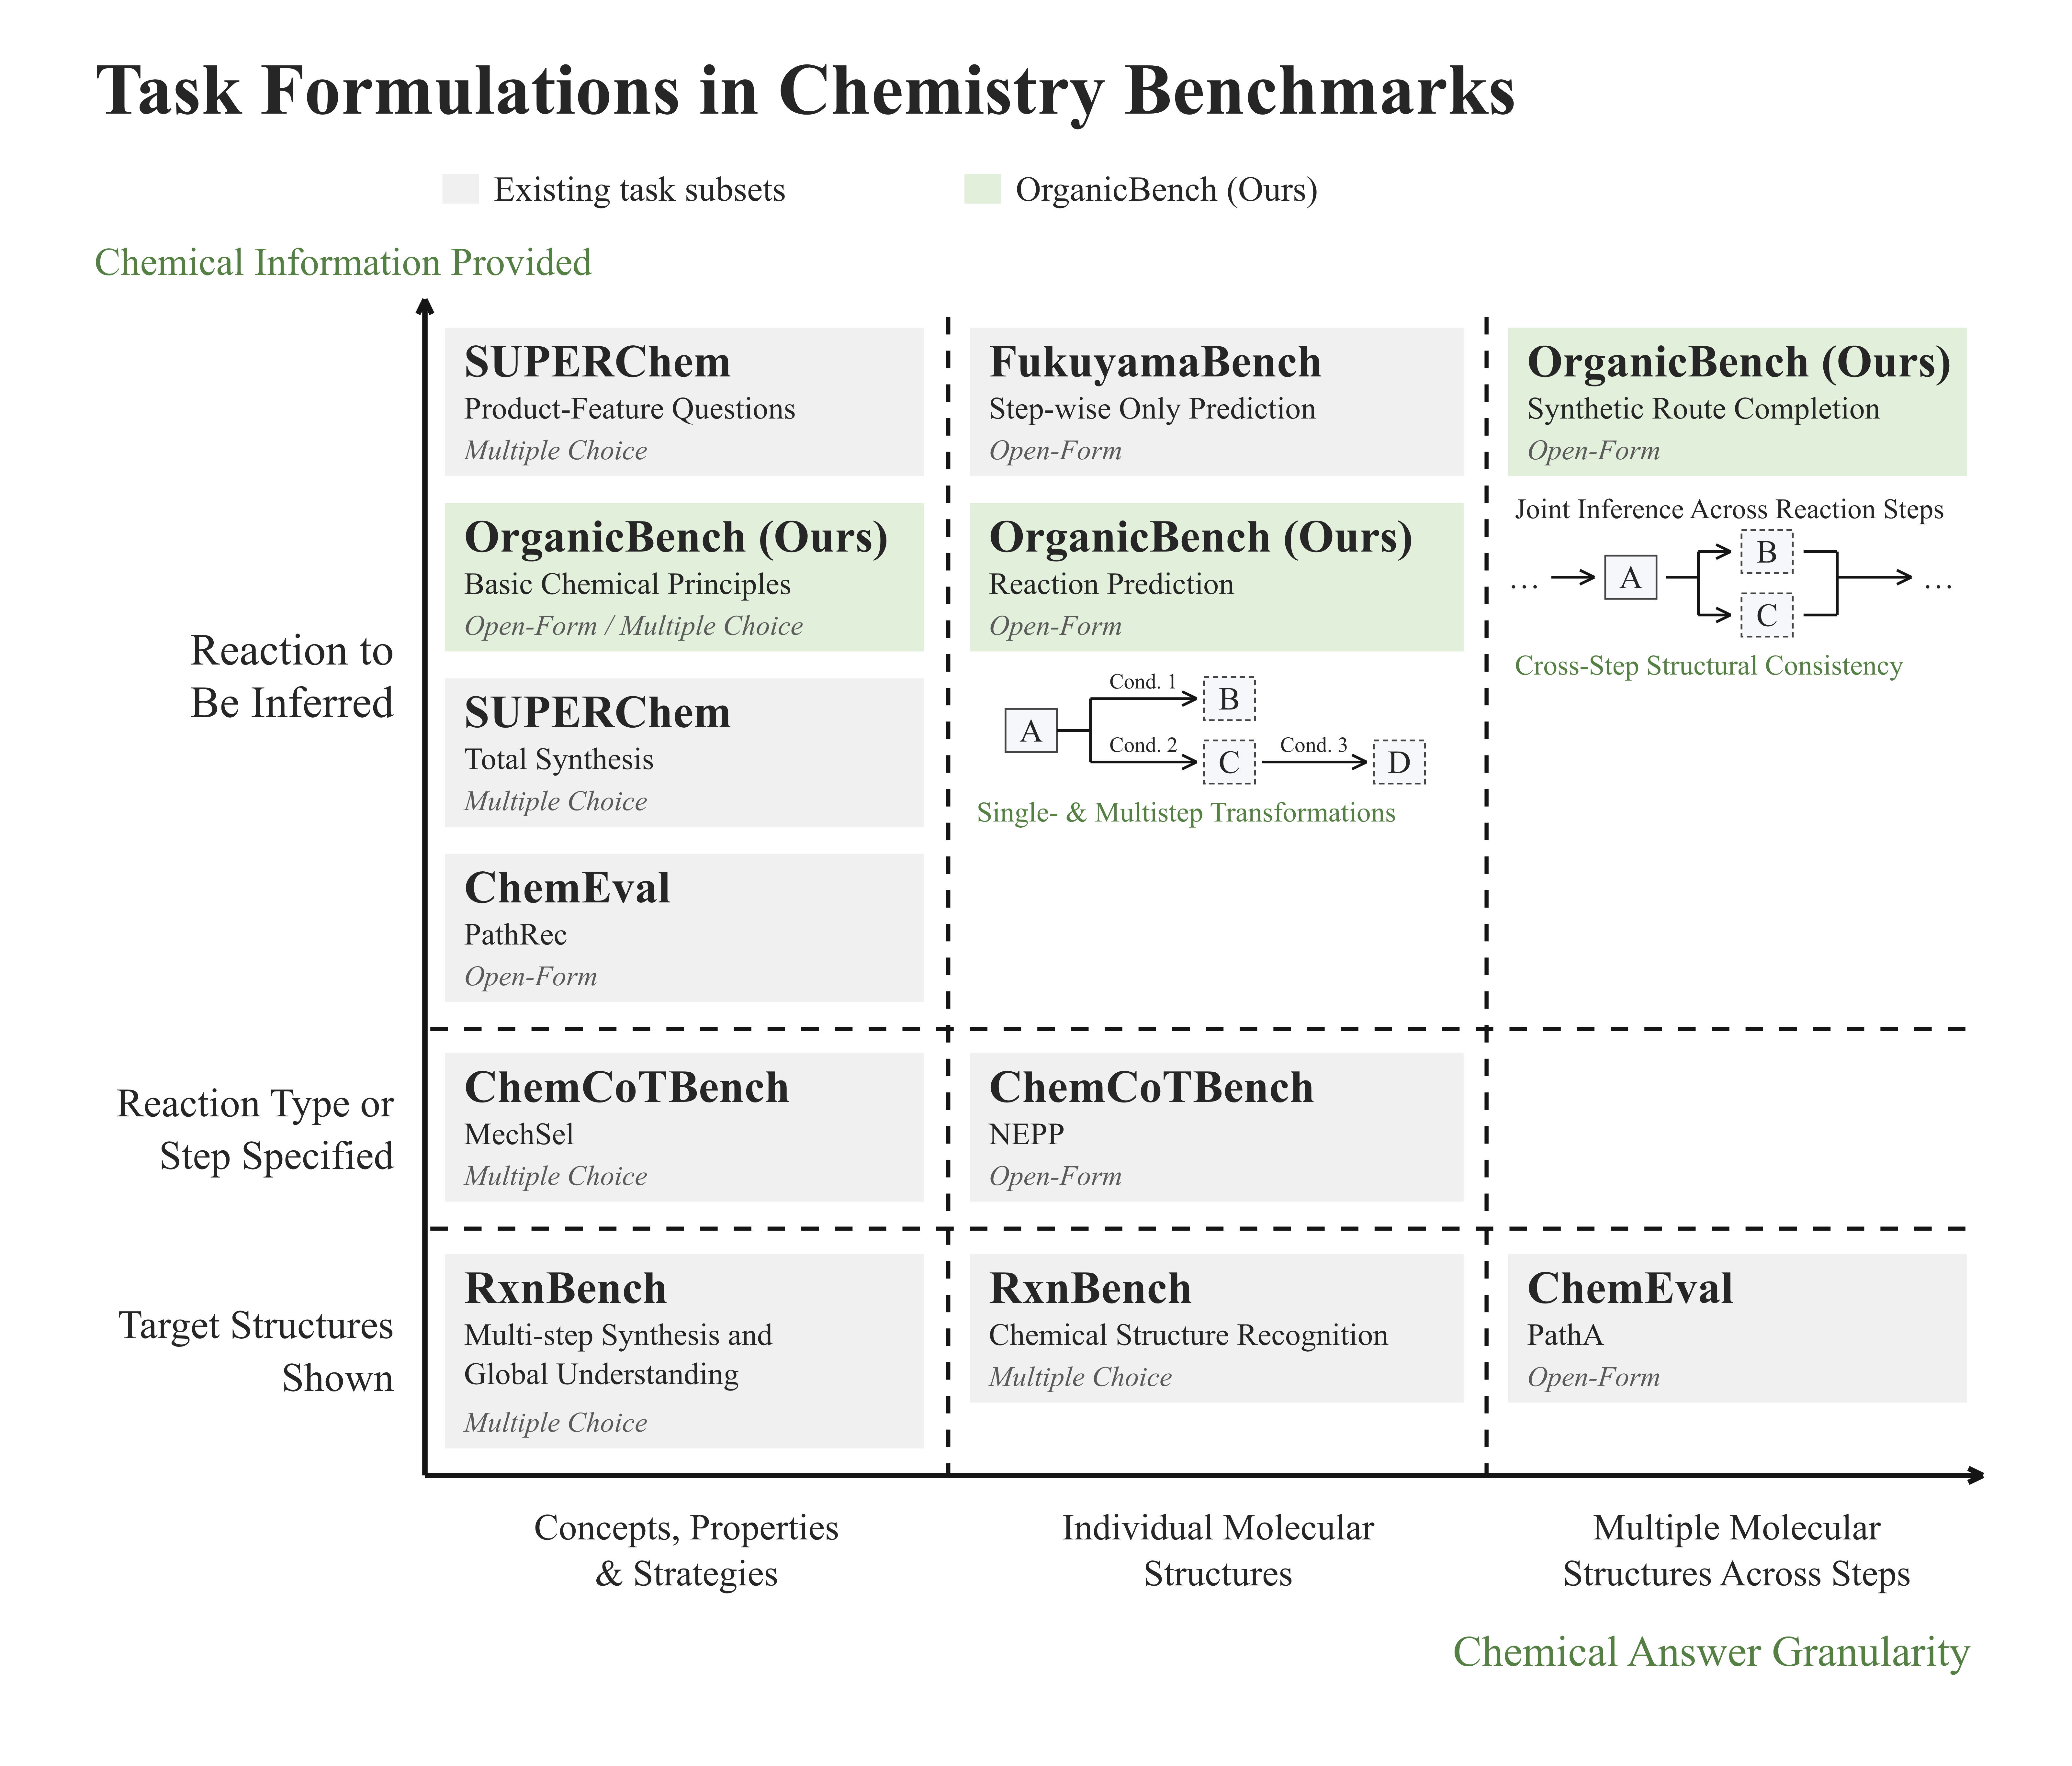 Task Formulations in Chemistry Benchmarks
Existing task subsets
OrganicBench (Ours)
Chemical Information Provided
Reaction to
Be Inferred
SUPERChem
Product-Feature Questions
Multiple Choice
OrganicBench (Ours)
Basic Chemical Principles
Open-Form / Multiple Choice
SUPERChem
Total Synthesis
Multiple Choice
ChemEval
PathRec
Open-Form
FukuyamaBench
Step-wise Only Prediction
Open-Form
OrganicBench (Ours)
Reaction Prediction
Open-Form
A
Cond. 1
B
Cond. 2
C
Cond. 3
D
Single- & Multistep Transformations
OrganicBench (Ours)
Synthetic Route Completion
Open-Form
Joint Inference Across Reaction Steps
… A B C …
Cross-Step Structural Consistency
Reaction Type or
Step Specified
ChemCoTBench
MechSel
Multiple Choice
ChemCoTBench
NEPP
Open-Form
Target Structures
Shown
RxnBench
Multi-step Synthesis and
Global Understanding
Multiple Choice
RxnBench
Chemical Structure Recognition
Multiple Choice
ChemEval
PathA
Open-Form
Concepts, Properties
& Strategies
Individual Molecular
Structures
Multiple Molecular
Structures Across Steps
Chemical Answer Granularity